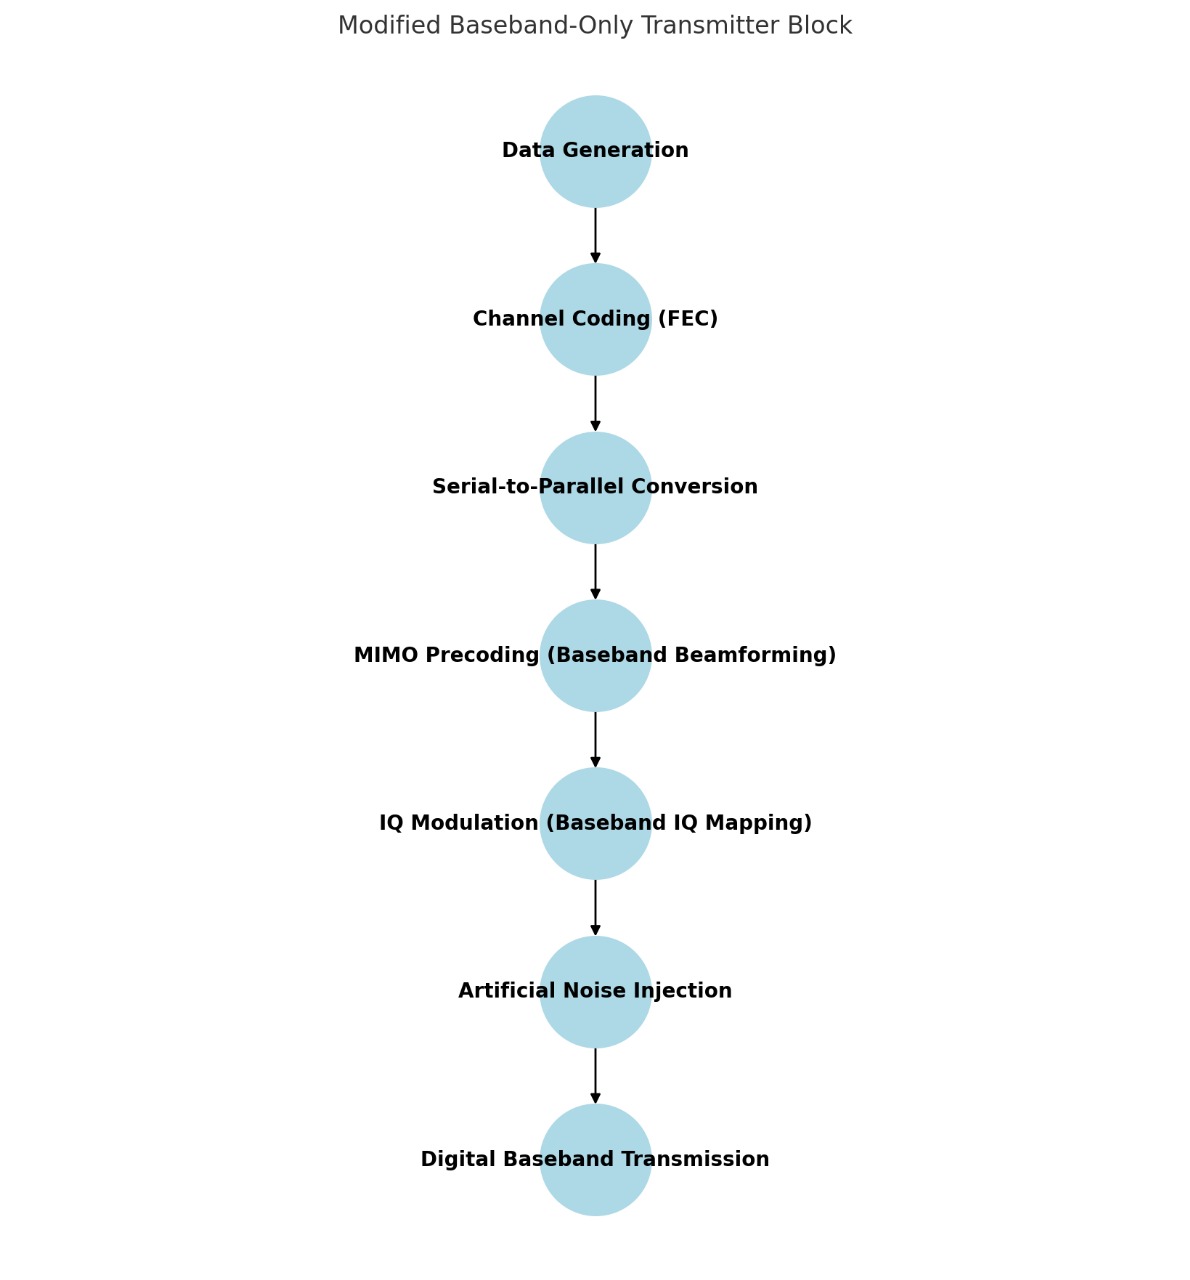 Modified Baseband-Only Transmitter Block
Data Generation
Channel Coding (FEC)
Serial-to-Parallel Conversion
MIMO Precoding (Baseband Beamforming)
IQ Modulation (Baseband IQ Mapping)
Artificial Noise Injection
Digital Baseband Transmission